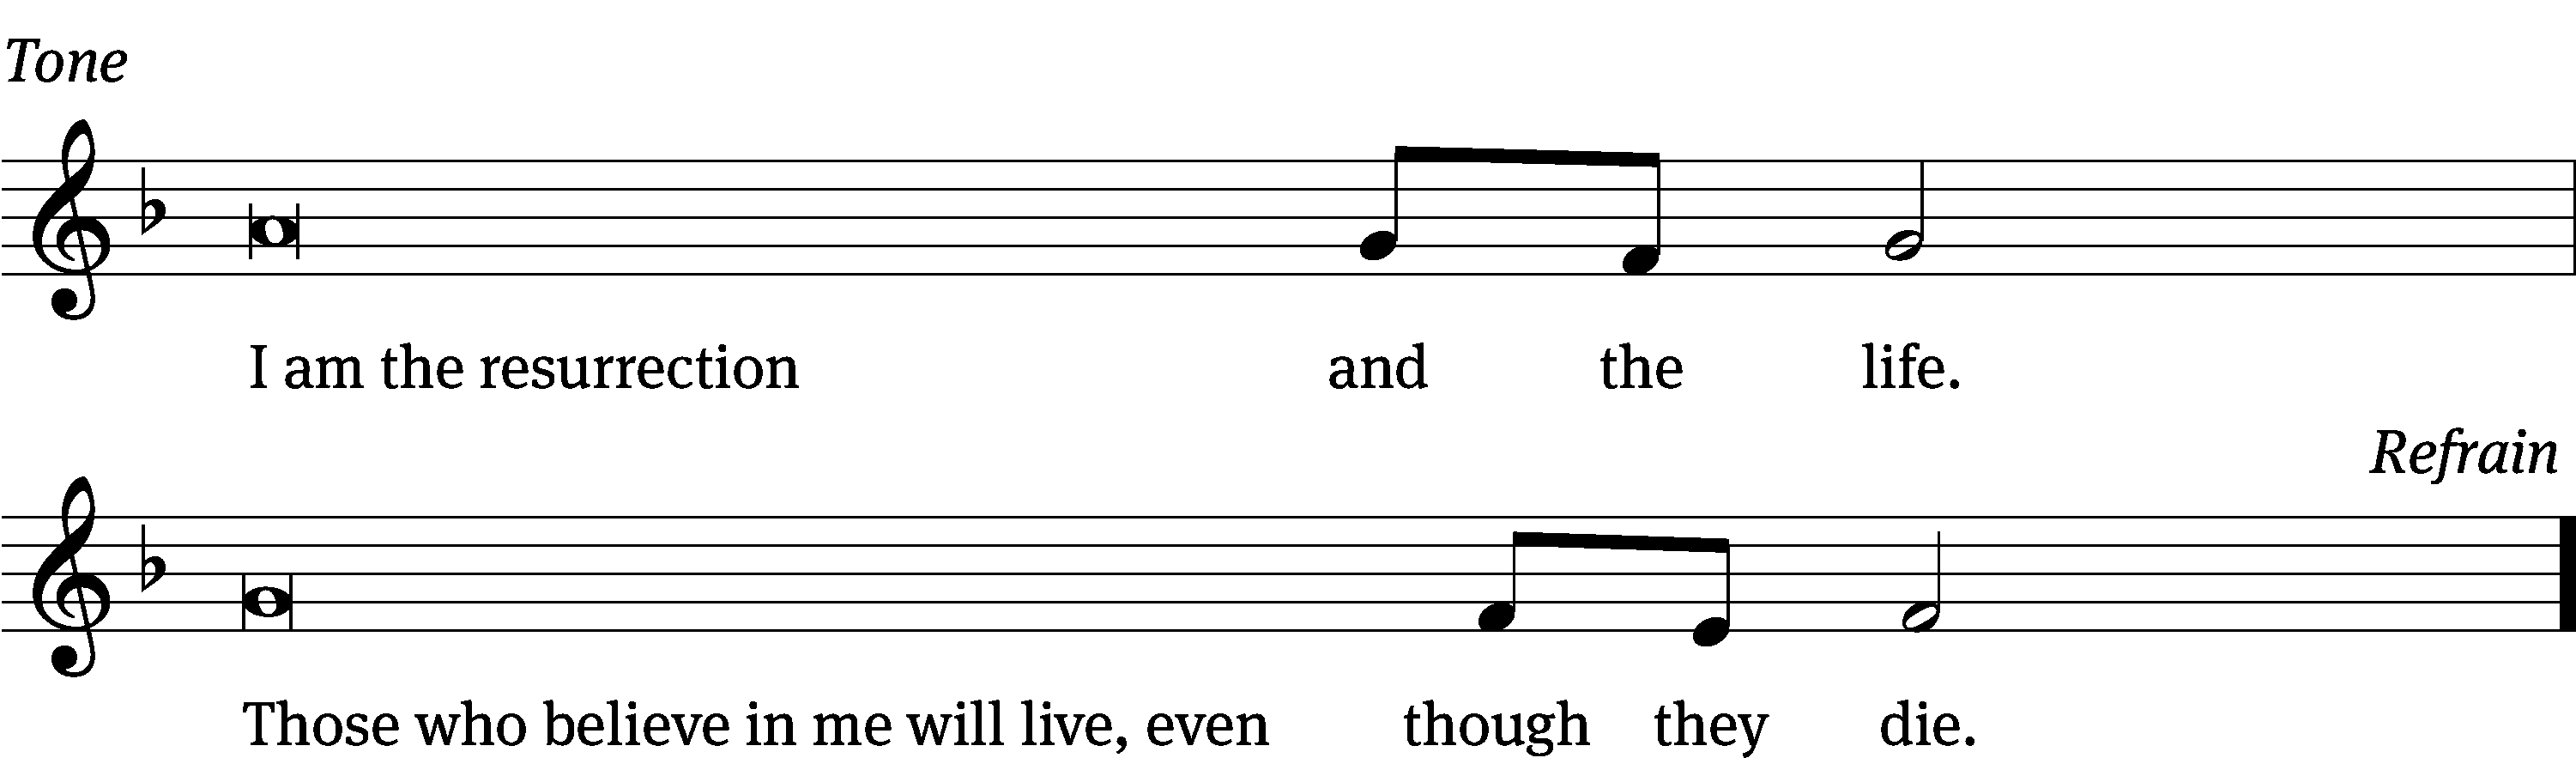 Tone
I am the resurrection and the life.
Refrain
Those who believe in me will live, even though they die.